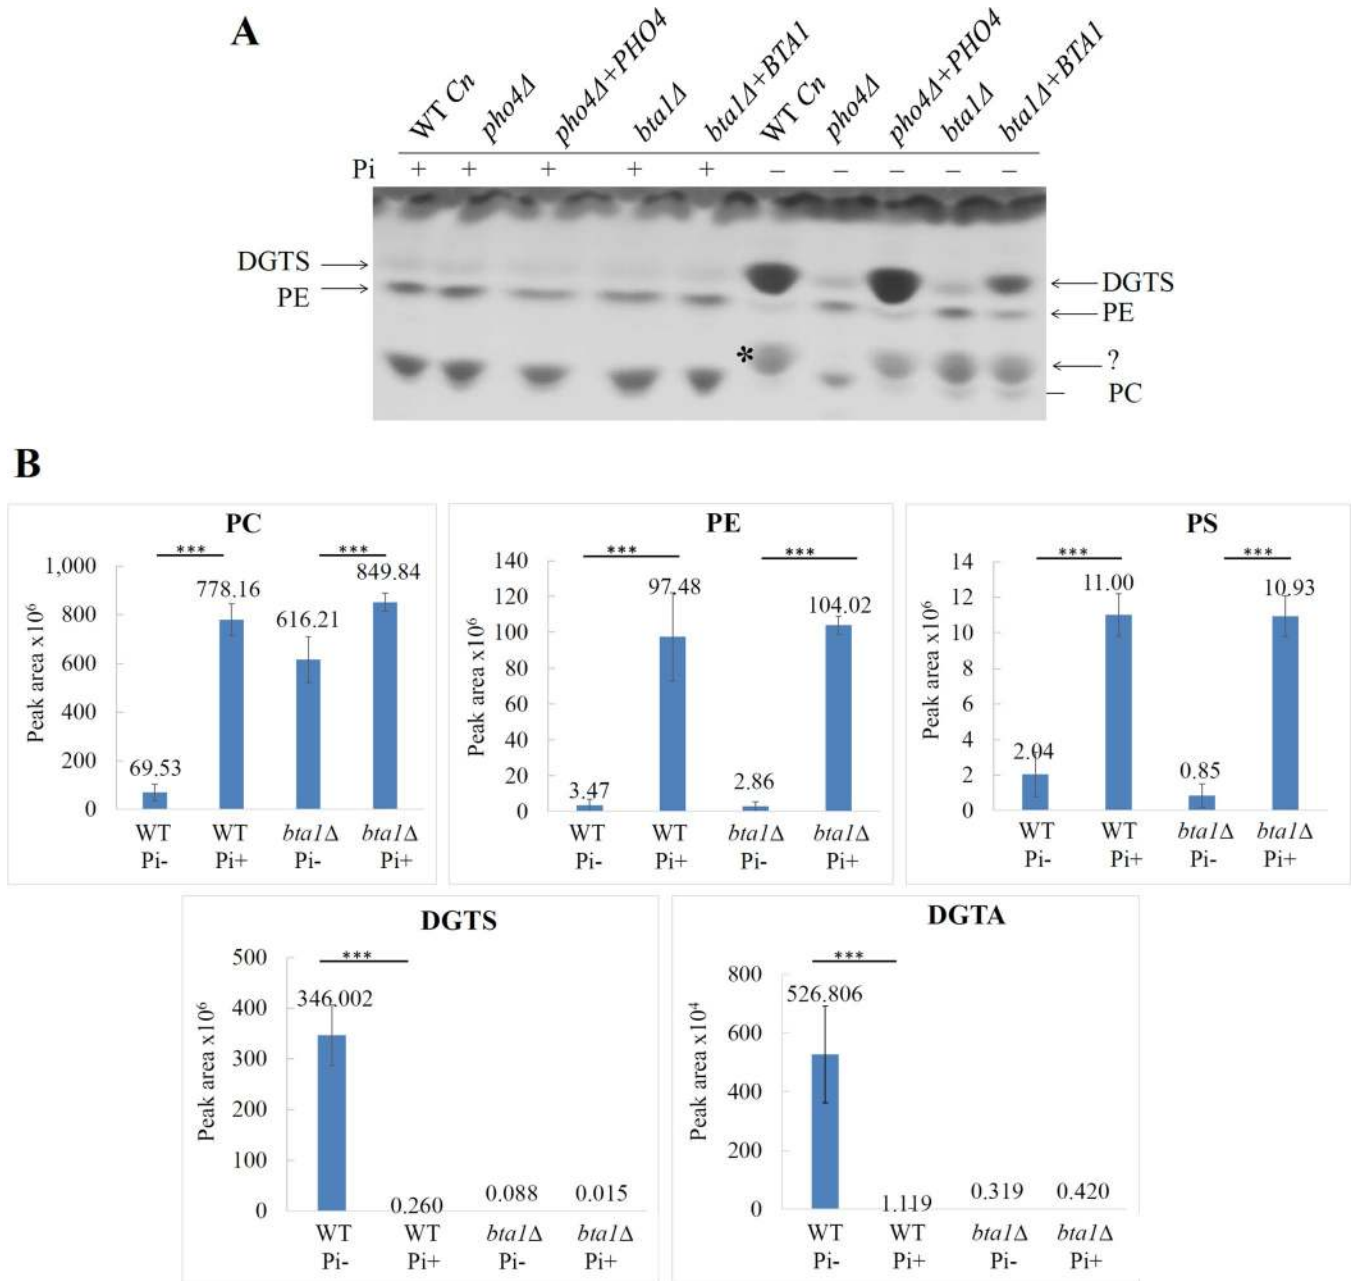 A
WT Cn pho4Δ pho4Δ+PHO4 bta1Δ bta1Δ+BTA1 WT Cn pho4Δ pho4Δ+PHO4 bta1Δ bta1Δ+BTA1
Pi + + + + + – – – – –
DGTS
PE
*
DGTS
PE
?
PC
B
PC
Peak area x10⁶
1,000
800
600
400
200
0
*** ***
69.53 778.16 616.21 849.84
WT WT bta1Δ bta1Δ
Pi- Pi+ Pi- Pi+
PE
Peak area x10⁶
140
120
100
80
60
40
20
0
*** ***
3.47 97.48 2.86 104.02
WT WT bta1Δ bta1Δ
Pi- Pi+ Pi- Pi+
PS
Peak area x10⁶
14
12
10
8
6
4
2
0
*** ***
2.04 11.00 0.85 10.93
WT WT bta1Δ bta1Δ
Pi- Pi+ Pi- Pi+
DGTS
Peak area x10⁶
500
400
300
200
100
0
***
346.002 0.260 0.088 0.015
WT WT bta1Δ bta1Δ
Pi- Pi+ Pi- Pi+
DGTA
Peak area x10⁴
800
600
400
200
0
***
526.806 1.119 0.319 0.420
WT WT bta1Δ bta1Δ
Pi- Pi+ Pi- Pi+